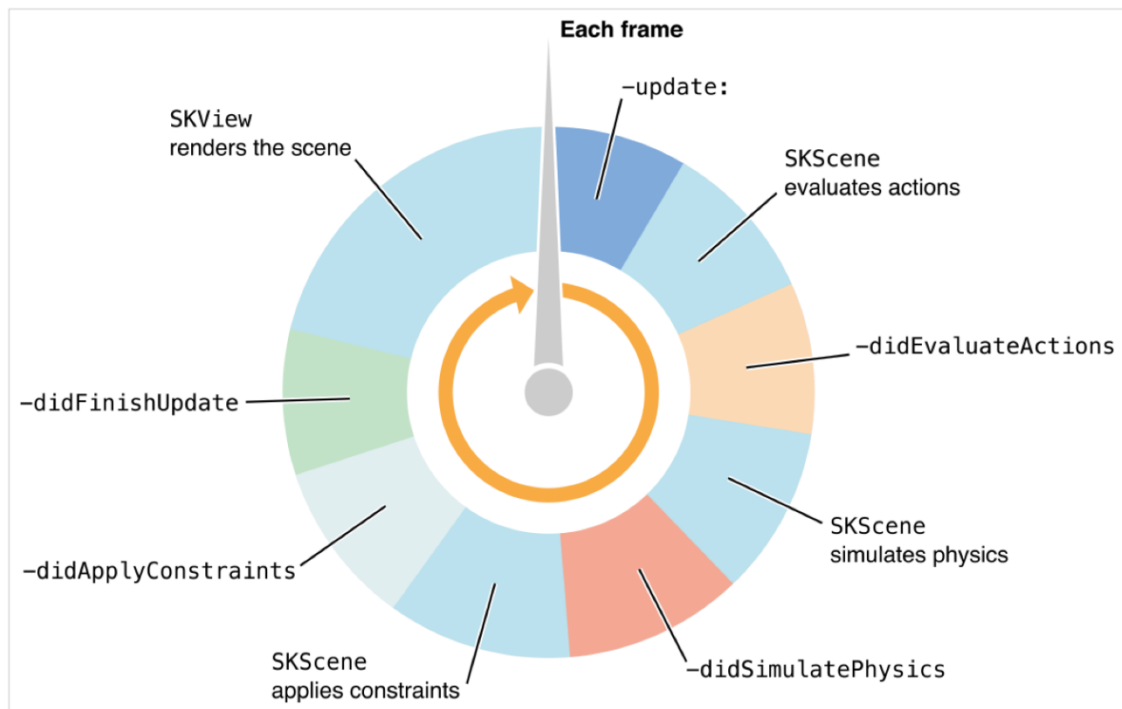 Each frame
-update:
SKScene
evaluates actions
-didEvaluateActions
SKScene
simulates physics
-didSimulatePhysics
SKScene
applies constraints
-didApplyConstraints
-didFinishUpdate
SKView
renders the scene